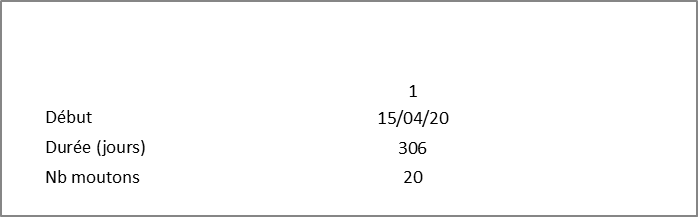 1
Début 15/04/20
Durée (jours) 306
Nb moutons 20